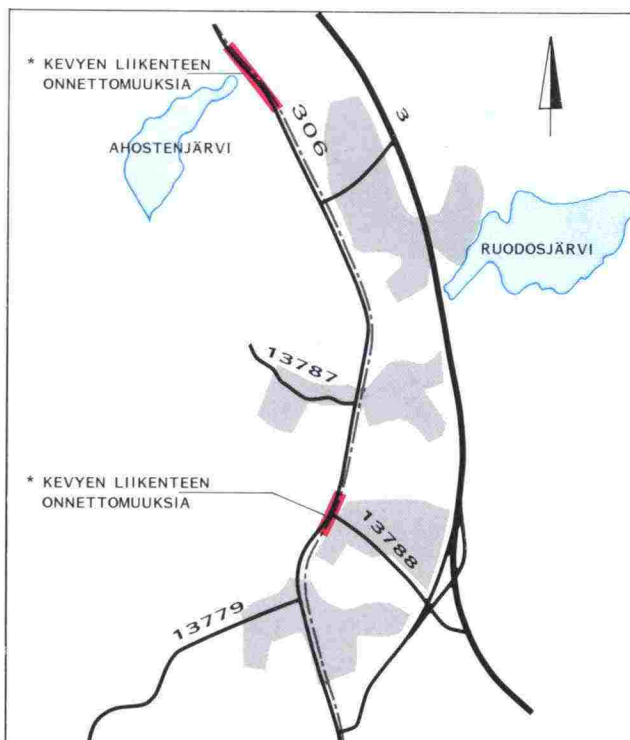 * KEVYEN LIIKENTEEN
ONNETTOMUUKSIA
306
3
AHOSTENJÄRVI
RUODOSJÄRVI
13787
* KEVYEN LIIKENTEEN
ONNETTOMUUKSIA
13788
13779